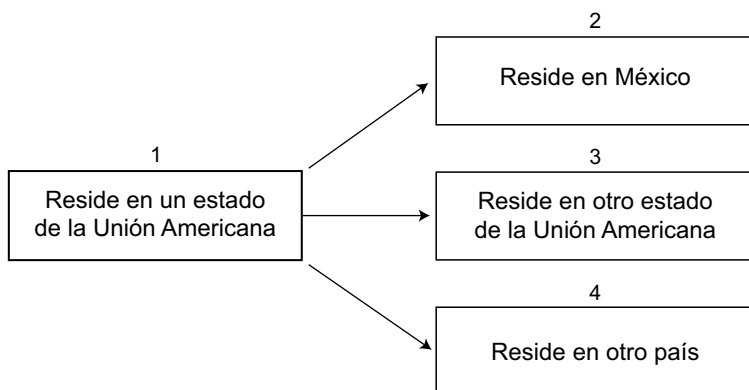 1
Reside en un estado
de la Unión Americana
2
Reside en México
3
Reside en otro estado
de la Unión Americana
4
Reside en otro país